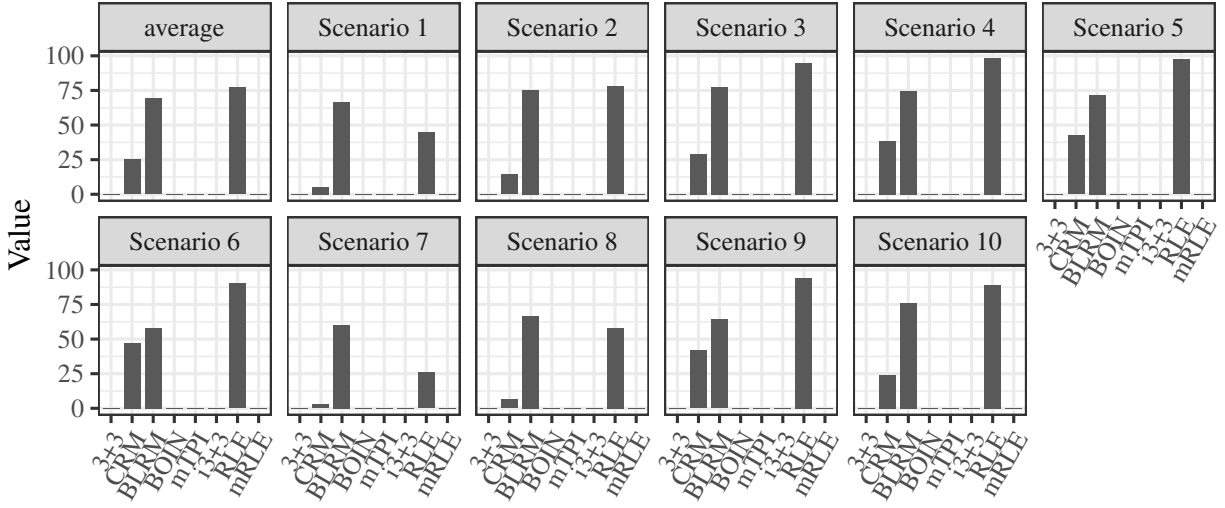 average Scenario 1 Scenario 2 Scenario 3 Scenario 4 Scenario 5
100
75
50
25
0
3+3 CRM BLRM BOIN mTPI i3+3 RLE mRLE
Value
Scenario 6 Scenario 7 Scenario 8 Scenario 9 Scenario 10
100
75
50
25
0
3+3 CRM BLRM BOIN mTPI i3+3 RLE mRLE 3+3 CRM BLRM BOIN mTPI i3+3 RLE mRLE 3+3 CRM BLRM BOIN mTPI i3+3 RLE mRLE 3+3 CRM BLRM BOIN mTPI i3+3 RLE mRLE 3+3 CRM BLRM BOIN mTPI i3+3 RLE mRLE